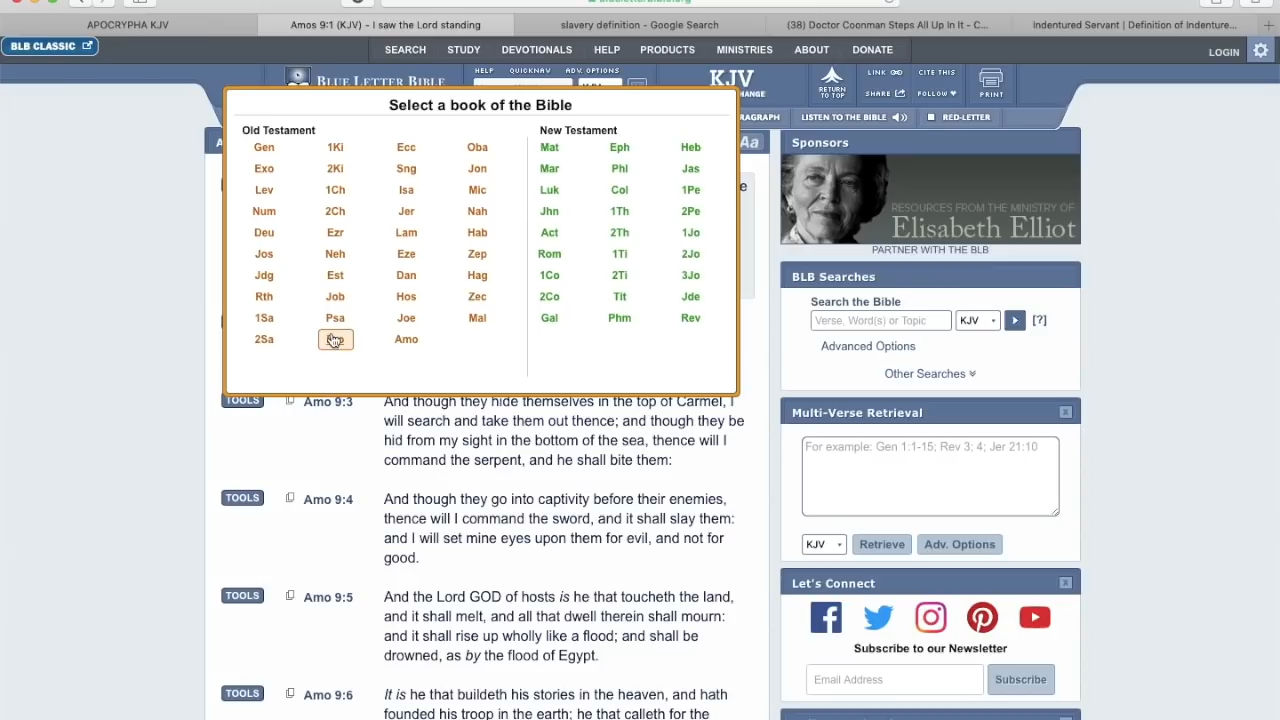 APOCRYPHA KJV
Amos 9:1 (KJV) - I saw the Lord standing
slavery definition - Google Search
(38) Doctor Coonman Steps All Up In It - C...
Indentured Servant | Definition of Indenture...
BLB CLASSIC
SEARCH STUDY DEVOTIONALS HELP PRODUCTS MINISTRIES ABOUT DONATE
LOGIN
BLUE LETTER BIBLE
HELP QUICKNAV ADV. OPTIONS
KJV
CHANGE
RETURN TO TOP
LINK
SHARE
CITE THIS
FOLLOW
PRINT
PARAGRAPH
LISTEN TO THE BIBLE
RED-LETTER
Select a book of the Bible
Old Testament
Gen 1Ki Ecc Oba
Exo 2Ki Sng Jon
Lev 1Ch Isa Mic
Num 2Ch Jer Nah
Deu Ezr Lam Hab
Jos Neh Eze Zep
Jdg Est Dan Hag
Rth Job Hos Zec
1Sa Psa Joe Mal
2Sa Amo
New Testament
Mat Eph Heb
Mar Phl Jas
Luk Col 1Pe
Jhn 1Th 2Pe
Act 2Th 1Jo
Rom 1Ti 2Jo
1Co 2Ti 3Jo
2Co Tit Jde
Gal Phm Rev
Aa
TOOLS Amo 9:3 And though they hide themselves in the top of Carmel, I
will search and take them out thence; and though they be
hid from my sight in the bottom of the sea, thence will I
command the serpent, and he shall bite them:
TOOLS Amo 9:4 And though they go into captivity before their enemies,
thence will I command the sword, and it shall slay them:
and I will set mine eyes upon them for evil, and not for
good.
TOOLS Amo 9:5 And the Lord GOD of hosts is he that toucheth the land,
and it shall melt, and all that dwell therein shall mourn:
and it shall rise up wholly like a flood; and shall be
drowned, as by the flood of Egypt.
TOOLS Amo 9:6 It is he that buildeth his stories in the heaven, and hath
founded his troop in the earth; he that calleth for the
Sponsors
RESOURCES FROM THE MINISTRY OF
Elisabeth Elliot
PARTNER WITH THE BLB
BLB Searches
Search the Bible
Verse, Word(s) or Topic KJV [?]
Advanced Options
Other Searches
Multi-Verse Retrieval x
For example: Gen 1:1-15; Rev 3; 4; Jer 21:10
KJV Retrieve Adv. Options
Let's Connect x
Subscribe to our Newsletter
Email Address Subscribe